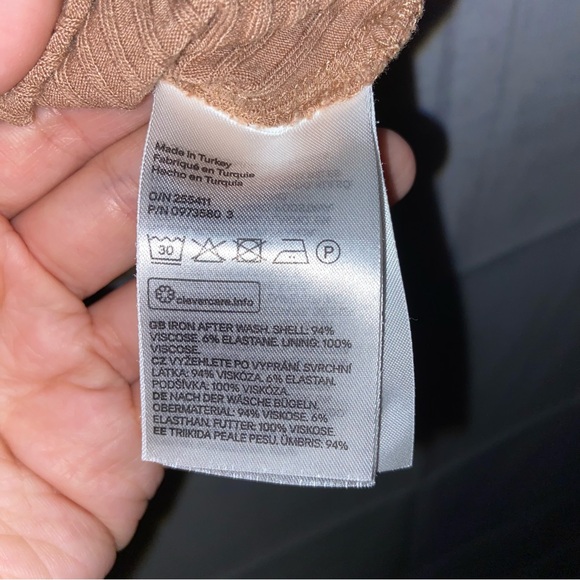 Made in Turkey
Fabriqué en Turquie
Hecho en Turquía
O/N 255411
P/N 0973580 3
30
P
clevercare.info
GB IRON AFTER WASH. SHELL: 94%
VISCOSE. 6% ELASTANE. LINING: 100%
VISCOSE.
CZ VYŽEHLETE PO VYPRÁNÍ. SVRCHNÍ
LÁTKA: 94% VISKÓZA. 6% ELASTAN.
PODŠÍVKA: 100% VISKÓZA.
DE NACH DER WÄSCHE BÜGELN.
OBERMATERIAL: 94% VISKOSE. 6%
ELASTHAN. FUTTER: 100% VISKOSE
EE TRIIKIDA PEALE PESU. ÜMBRIS: 94%